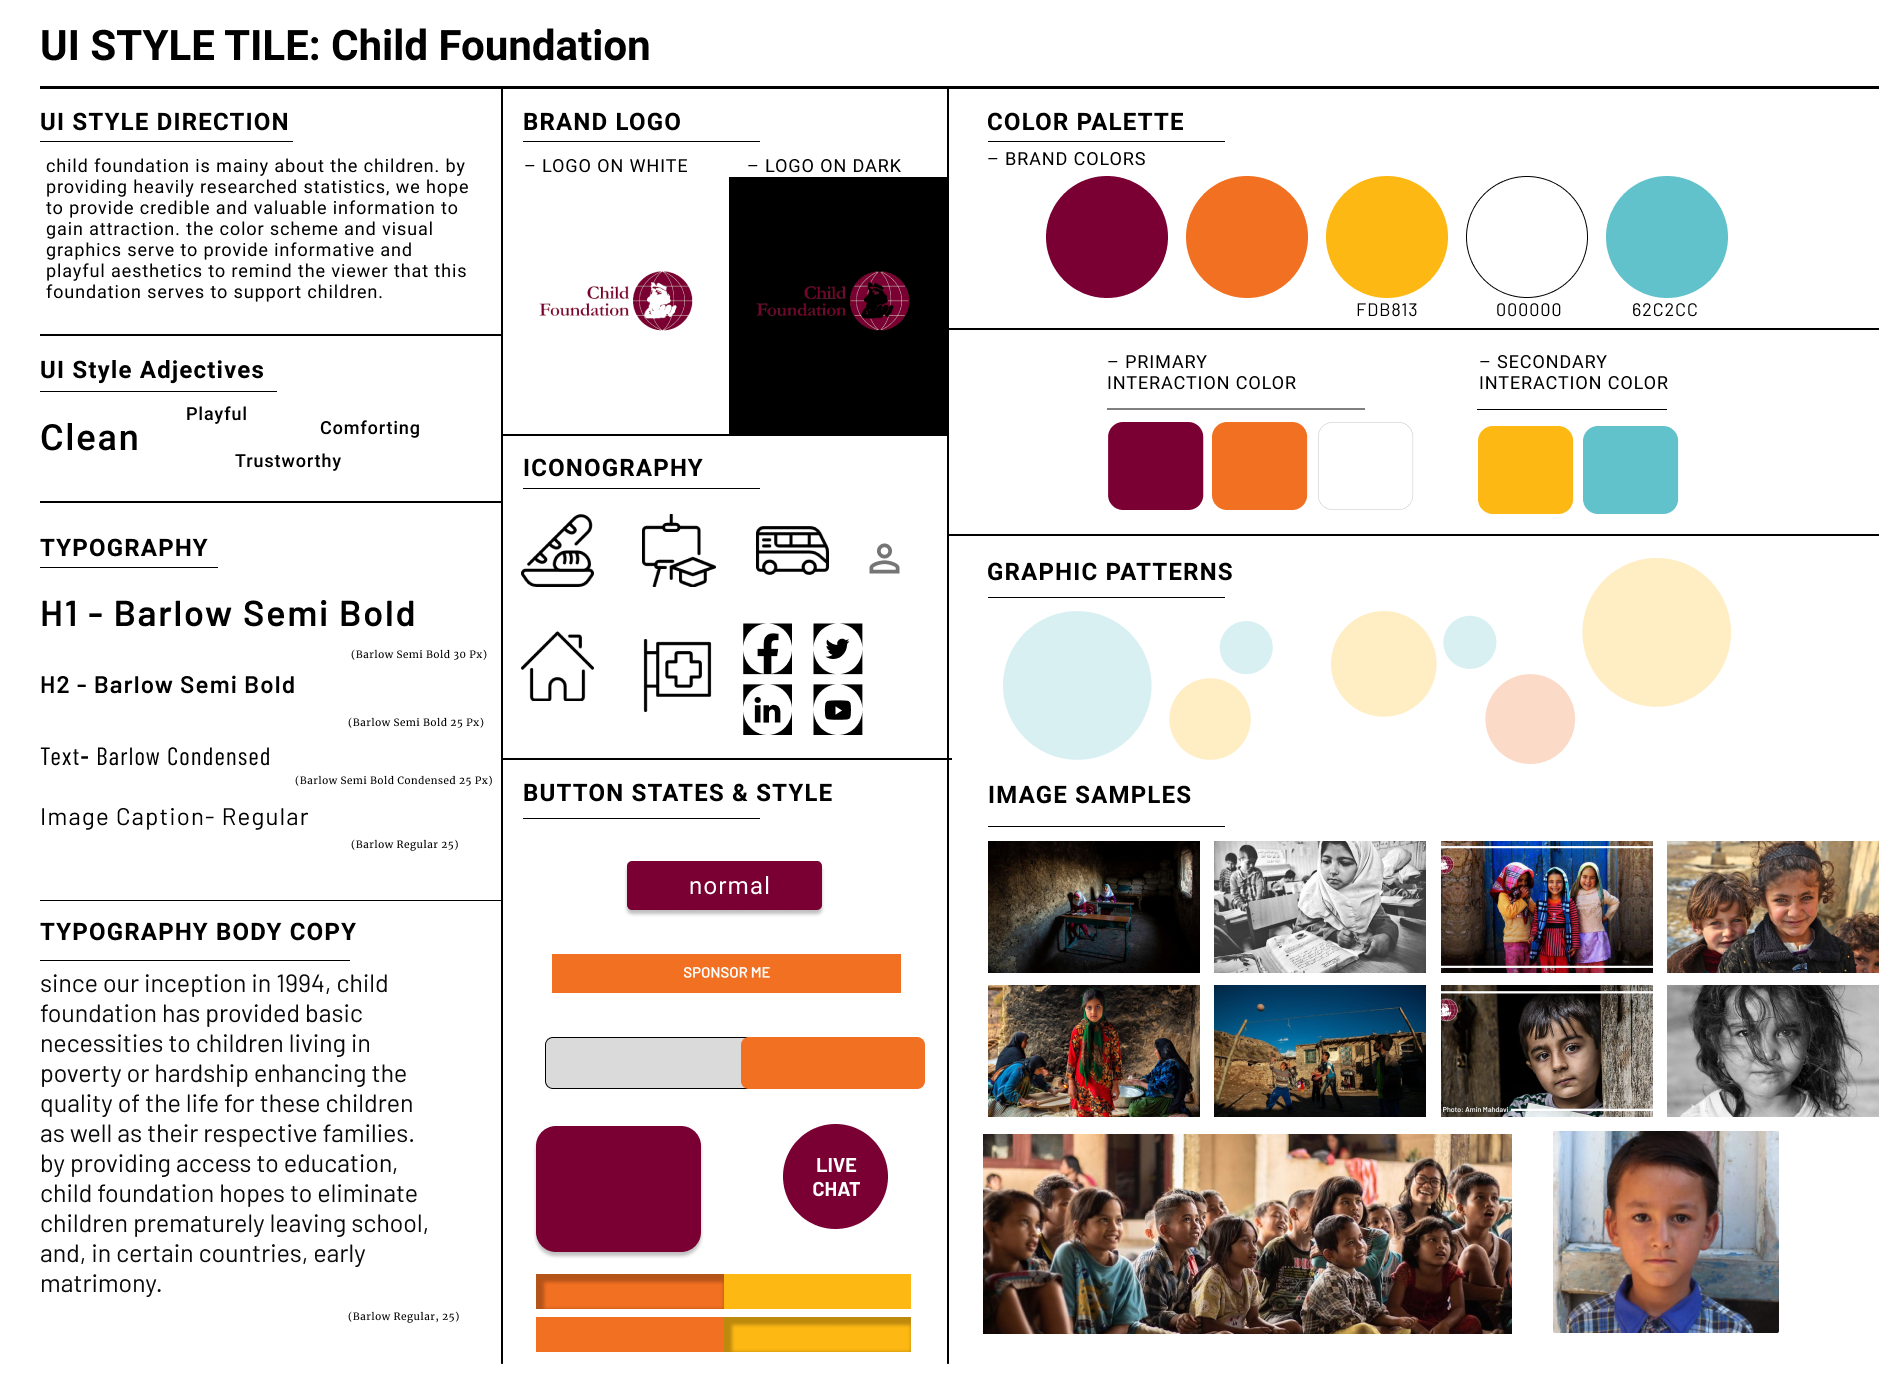 UI STYLE TILE: Child Foundation
UI STYLE DIRECTION
child foundation is mainy about the children. by
providing heavily researched statistics, we hope
to provide credible and valuable information to
gain attraction. the color scheme and visual
graphics serve to provide informative and
playful aesthetics to remind the viewer that this
foundation serves to support children.
UI Style Adjectives
Clean
Playful
Comforting
Trustworthy
TYPOGRAPHY
H1 - Barlow Semi Bold
(Barlow Semi Bold 30 Px)
H2 - Barlow Semi Bold
(Barlow Semi Bold 25 Px)
Text- Barlow Condensed
(Barlow Semi Bold Condensed 25 Px)
Image Caption- Regular
(Barlow Regular 25)
TYPOGRAPHY BODY COPY
since our inception in 1994, child
foundation has provided basic
necessities to children living in
poverty or hardship enhancing the
quality of the life for these children
as well as their respective families.
by providing access to education,
child foundation hopes to eliminate
children prematurely leaving school,
and, in certain countries, early
matrimony.
(Barlow Regular, 25)
BRAND LOGO
– LOGO ON WHITE
– LOGO ON DARK
Child
Foundation
Child
Foundation
ICONOGRAPHY
in
BUTTON STATES & STYLE
normal
SPONSOR ME
LIVE
CHAT
COLOR PALETTE
– BRAND COLORS
FDB813
000000
62C2CC
– PRIMARY
INTERACTION COLOR
– SECONDARY
INTERACTION COLOR
GRAPHIC PATTERNS
IMAGE SAMPLES
Photo: Amin Mahdavi